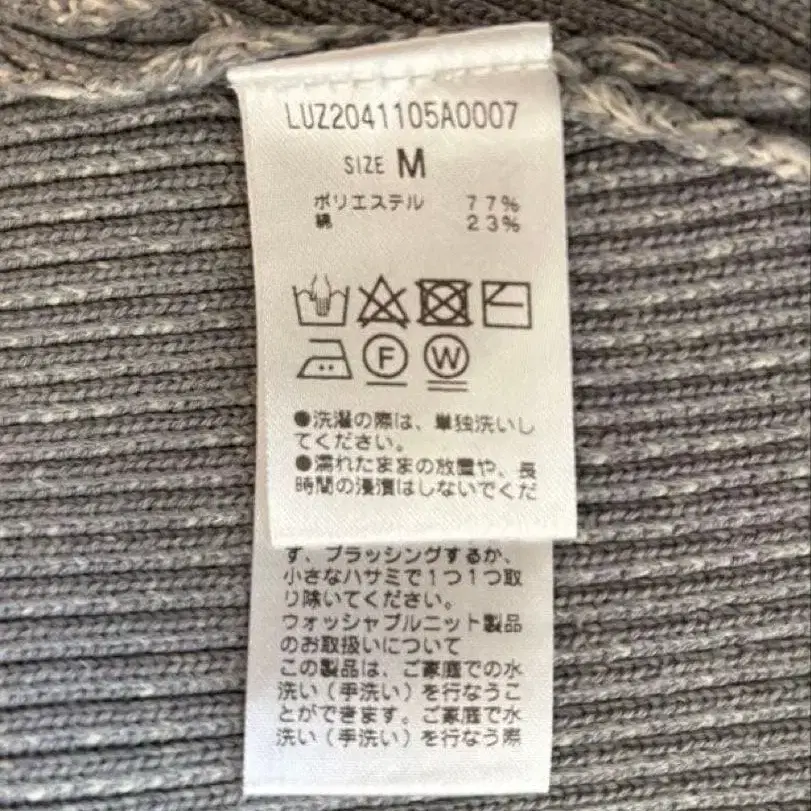 LUZ2041105A0007
SIZE M
ポリエステル 77%
綿 23%
F W
●洗濯の際は、単独洗いし
てください。
●濡れたままの放置や、長
時間の浸漬はしないでくだ
ず、ブラッシングするか、
小さなハサミで1つ1つ取
り除いてください。
ウォッシャブルニット製品
のお取扱いについて
この製品は、ご家庭での水
洗い(手洗い)を行なうこ
とができます。ご家庭で水
洗い(手洗い)を行なう際